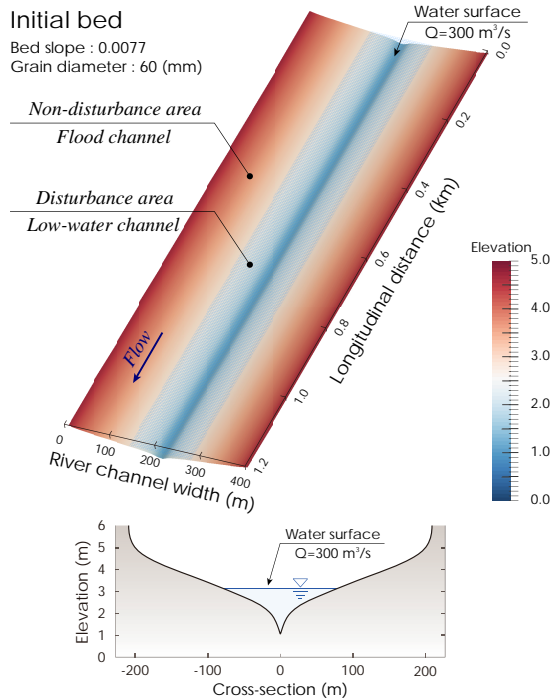 Initial bed
Bed slope : 0.0077
Grain diameter : 60 (mm)
Water surface
Q=300 m³/s
Non-disturbance area
Flood channel
Disturbance area
Low-water channel
Flow
0.0
0.2
0.4
0.6
0.8
1.0
1.2
Longitudinal distance (km)
0
100
200
300
400
River channel width (m)
Elevation
5.0
4.0
3.0
2.0
1.0
0.0
Water surface
Q=300 m³/s
6
5
4
3
2
1
0
Elevation (m)
-200
-100
0
100
200
Cross-section (m)